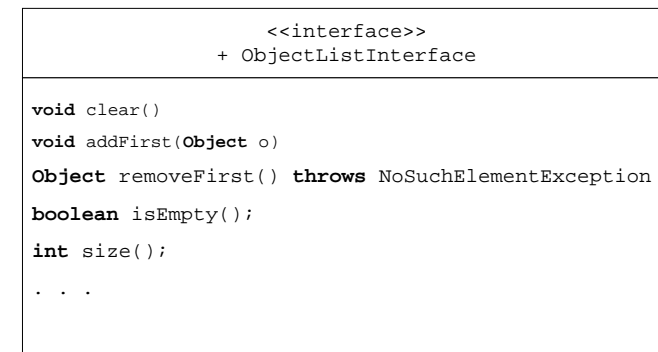 <<interface>>
+ ObjectListInterface
void clear()
void addFirst(Object o)
Object removeFirst() throws NoSuchElementException
boolean isEmpty();
int size();
. . .